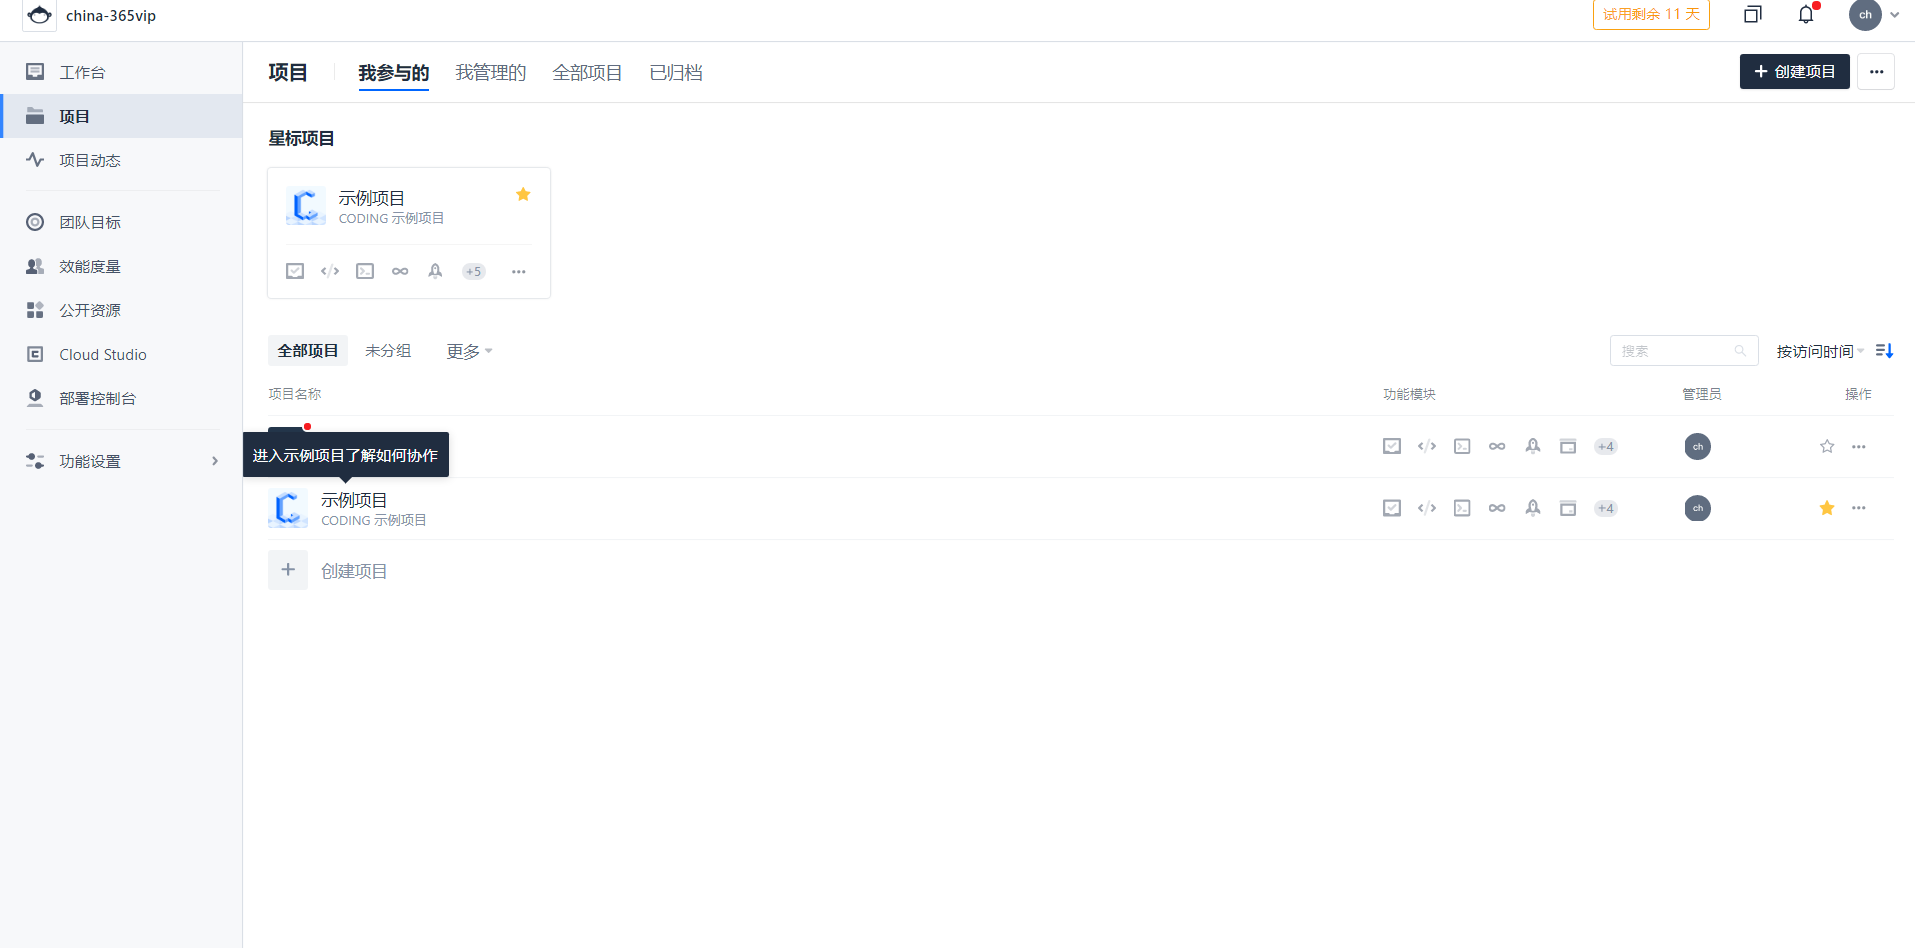 china-365vip
试用剩余 11 天
ch
工作台
项目
项目动态
团队目标
效能度量
公开资源
Cloud Studio
部署控制台
功能设置
项目 我参与的 我管理的 全部项目 已归档
创建项目
星标项目
示例项目
CODING 示例项目
+5
全部项目 未分组 更多
搜索
按访问时间
项目名称 功能模块 管理员 操作
+4
ch
进入示例项目了解如何协作
示例项目
CODING 示例项目
+4
ch
创建项目